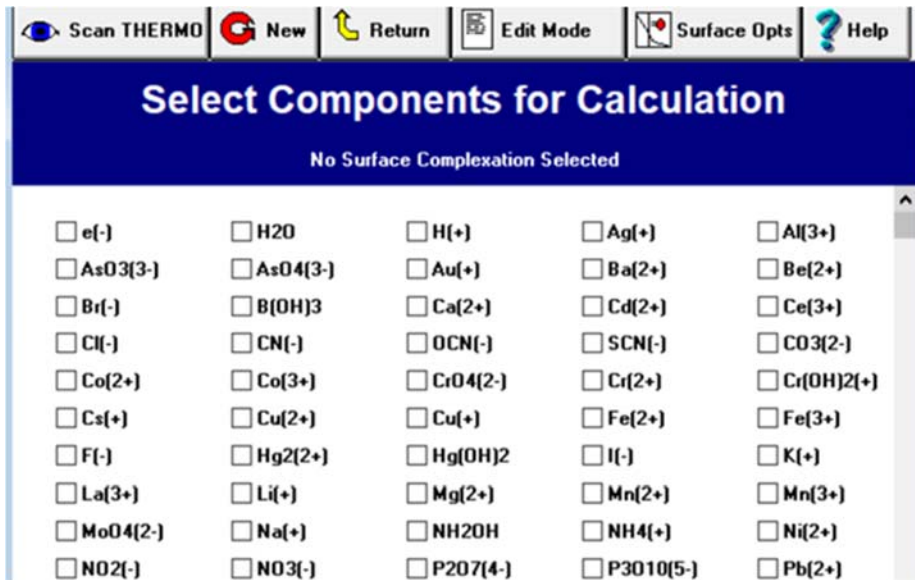 Scan THERMO New Return Edit Mode Surface Opts Help
Select Components for Calculation
No Surface Complexation Selected
e(-) H2O H(+) Ag(+) Al(3+)
AsO3(3-) AsO4(3-) Au(+) Ba(2+) Be(2+)
Br(-) B(OH)3 Ca(2+) Cd(2+) Ce(3+)
Cl(-) CN(-) OCN(-) SCN(-) CO3(2-)
Co(2+) Co(3+) CrO4(2-) Cr(2+) Cr(OH)2(+)
Cs(+) Cu(2+) Cu(+) Fe(2+) Fe(3+)
F(-) Hg2(2+) Hg(OH)2 I(-) K(+)
La(3+) Li(+) Mg(2+) Mn(2+) Mn(3+)
MoO4(2-) Na(+) NH2OH NH4(+) Ni(2+)
NO2(-) NO3(-) P2O7(4-) P3O10(5-) Pb(2+)